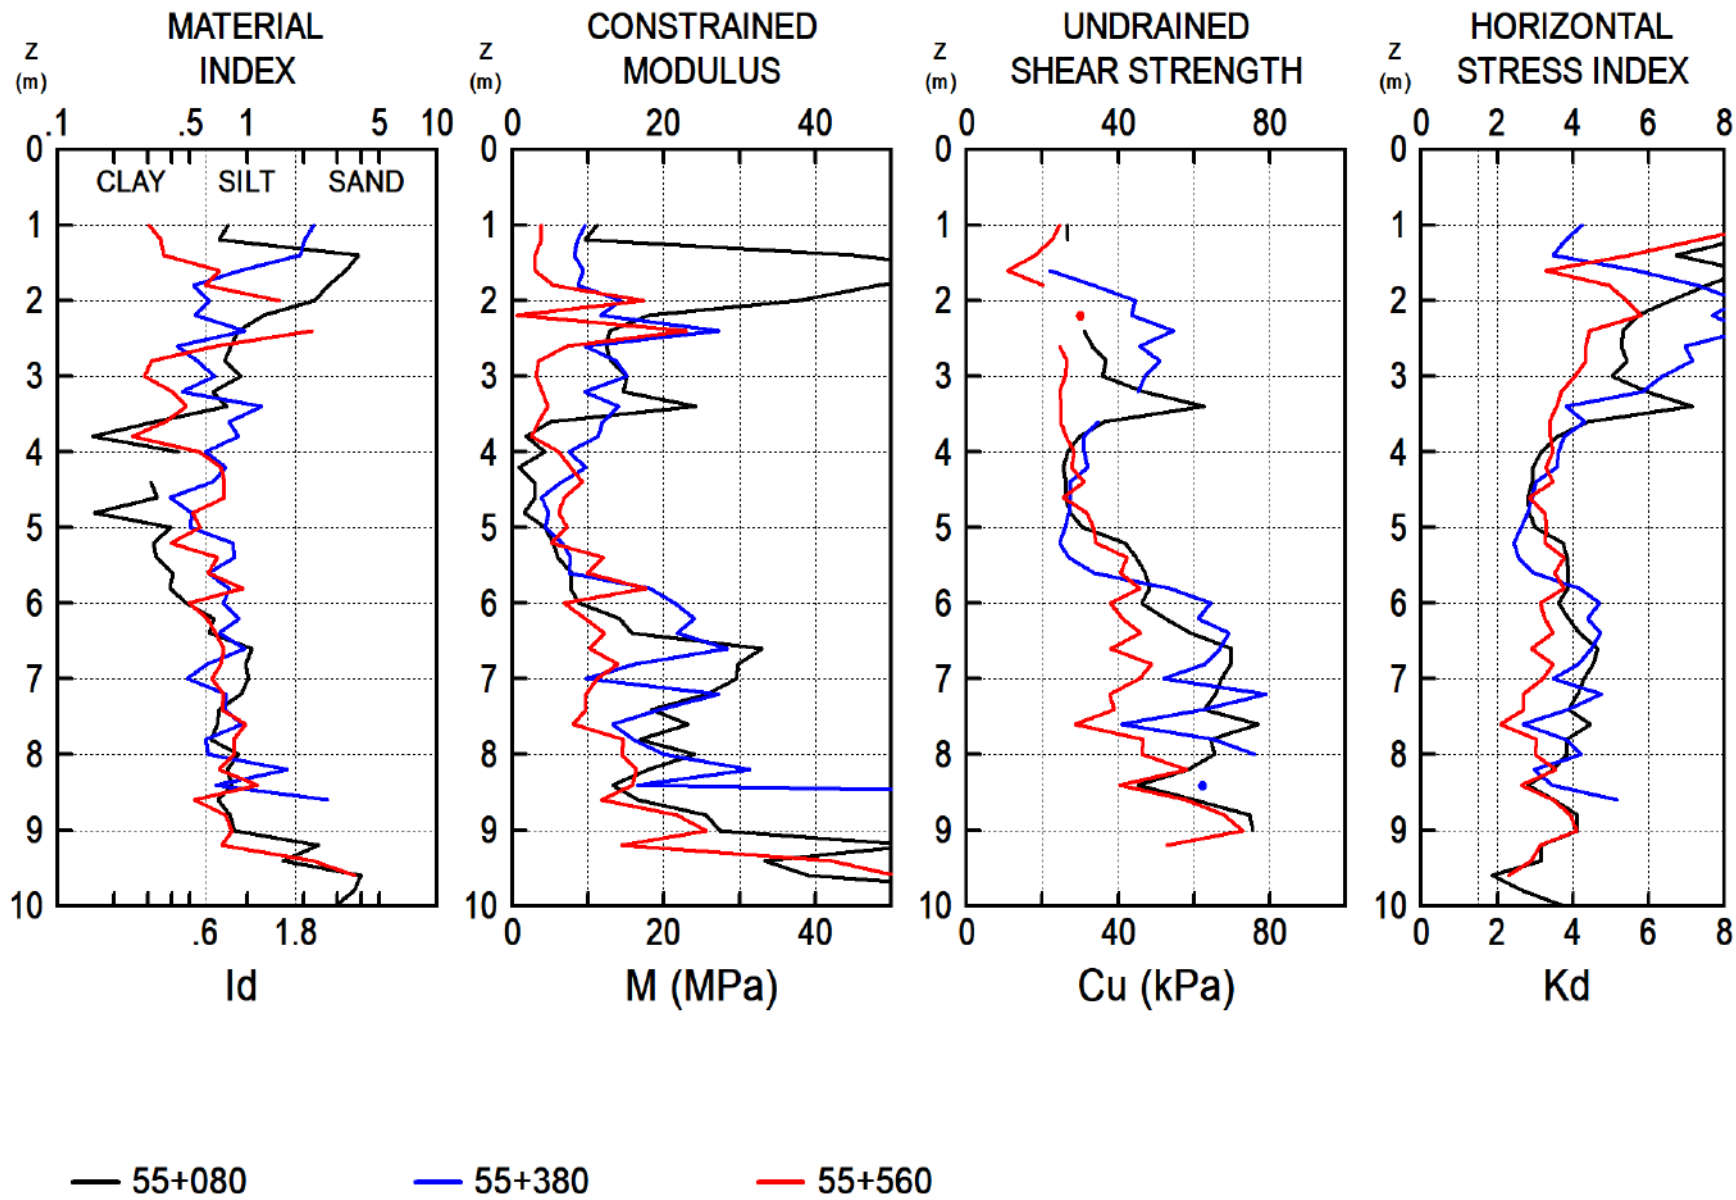 MATERIAL INDEX
CONSTRAINED MODULUS
UNDRAINED SHEAR STRENGTH
HORIZONTAL STRESS INDEX
z (m) z (m) z (m) z (m)
.1 .5 1 5 10 0 20 40 0 40 80 0 2 4 6 8
0 0 0 0
CLAY SILT SAND
1 1 1 1
2 2 2 2
3 3 3 3
4 4 4 4
5 5 5 5
6 6 6 6
7 7 7 7
8 8 8 8
9 9 9 9
10 10 10 10
.6 1.8 0 20 40 0 40 80 0 2 4 6 8
Id M (MPa) Cu (kPa) Kd
55+080 55+380 55+560